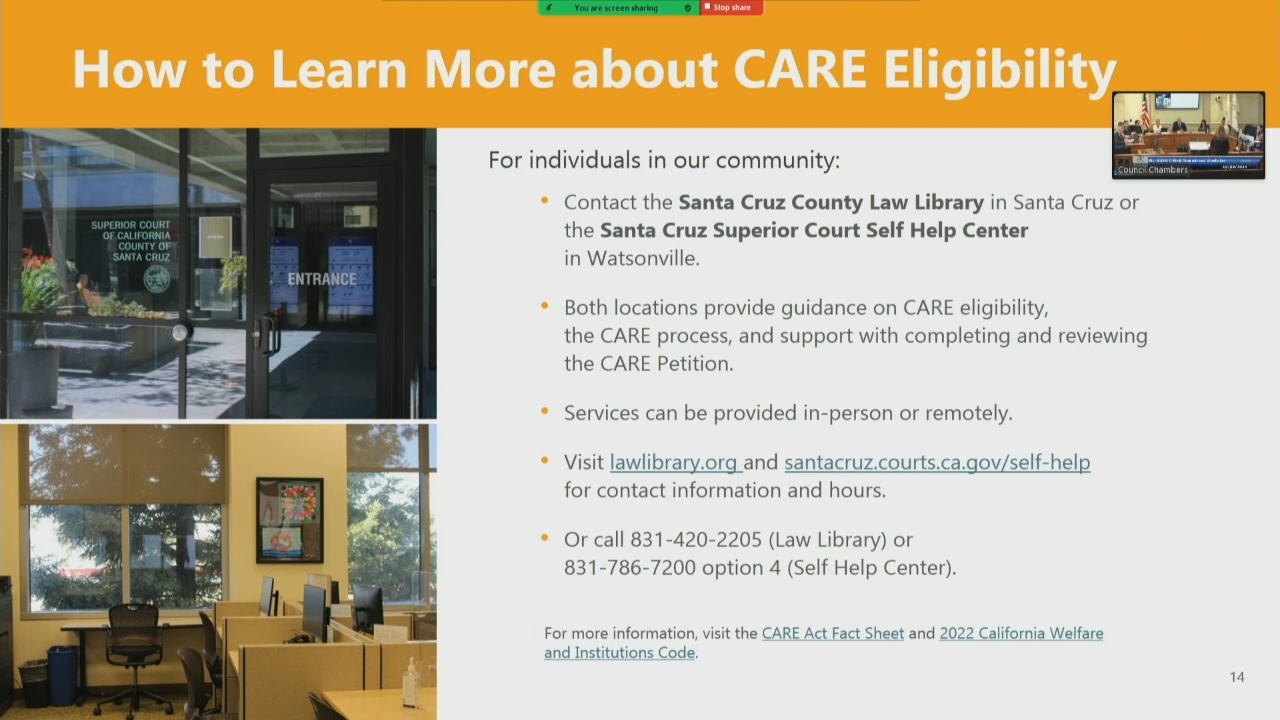 You are screen sharing
Stop share
How to Learn More about CARE Eligibility
Council Chambers
SUPERIOR COURT
OF CALIFORNIA
COUNTY OF
SANTA CRUZ
ENTRANCE
For individuals in our community:
• Contact the Santa Cruz County Law Library in Santa Cruz or
the Santa Cruz Superior Court Self Help Center
in Watsonville.
• Both locations provide guidance on CARE eligibility,
the CARE process, and support with completing and reviewing
the CARE Petition.
• Services can be provided in-person or remotely.
• Visit lawlibrary.org and santacruz.courts.ca.gov/self-help
for contact information and hours.
• Or call 831-420-2205 (Law Library) or
831-786-7200 option 4 (Self Help Center).
For more information, visit the CARE Act Fact Sheet and 2022 California Welfare
and Institutions Code.
14